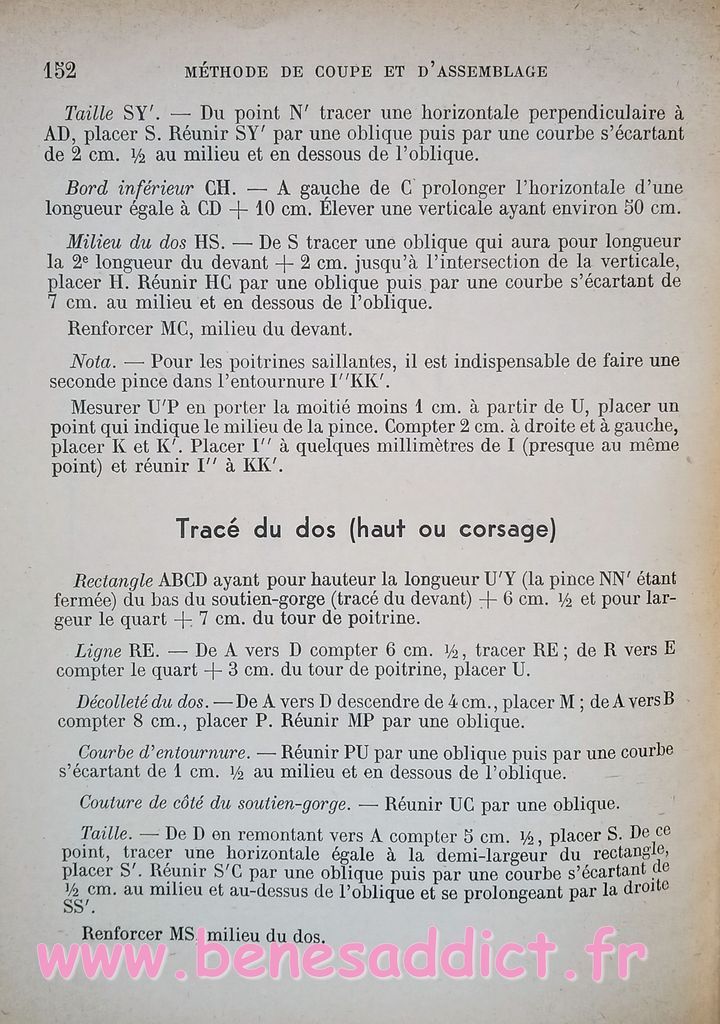 152
MÉTHODE DE COUPE ET D'ASSEMBLAGE
Taille SY'. — Du point N' tracer une horizontale perpendiculaire à
AD, placer S. Réunir SY' par une oblique puis par une courbe s'écartant
de 2 cm. ½ au milieu et en dessous de l'oblique.
Bord inférieur CH. — A gauche de C prolonger l'horizontale d'une
longueur égale à CD + 10 cm. Élever une verticale ayant environ 50 cm.
Milieu du dos HS. — De S tracer une oblique qui aura pour longueur
la 2e longueur du devant + 2 cm. jusqu'à l'intersection de la verticale,
placer H. Réunir HC par une oblique puis par une courbe s'écartant de
7 cm. au milieu et en dessous de l'oblique.
Renforcer MC, milieu du devant.
Nota. — Pour les poitrines saillantes, il est indispensable de faire une
seconde pince dans l'entournure I''KK'.
Mesurer U'P en porter la moitié moins 1 cm. à partir de U, placer un
point qui indique le milieu de la pince. Compter 2 cm. à droite et à gauche,
placer K et K'. Placer I'' à quelques millimètres de I (presque au même
point) et réunir I'' à KK'.
Tracé du dos (haut ou corsage)
Rectangle ABCD ayant pour hauteur la longueur U'Y (la pince NN' étant
fermée) du bas du soutien-gorge (tracé du devant) + 6 cm. ½ et pour lar-
geur le quart + 7 cm. du tour de poitrine.
Ligne RE. — De A vers D compter 6 cm. ½, tracer RE ; de R vers E
compter le quart + 3 cm. du tour de poitrine, placer U.
Décolleté du dos. — De A vers D descendre de 4 cm., placer M ; de A vers B
compter 8 cm., placer P. Réunir MP par une oblique.
Courbe d'entournure. — Réunir PU par une oblique puis par une courbe
s'écartant de 1 cm. ½ au milieu et en dessous de l'oblique.
Couture de côté du soutien-gorge. — Réunir UC par une oblique.
Taille. — De D en remontant vers A compter 5 cm. ½, placer S. De ce
point, tracer une horizontale égale à la demi-largeur du rectangle,
placer S'. Réunir S'C par une oblique puis par une courbe s'écartant de
½ cm. au milieu et au-dessus de l'oblique et se prolongeant par la droite
SS'.
Renforcer MS, milieu du dos.
www.benesaddict.fr